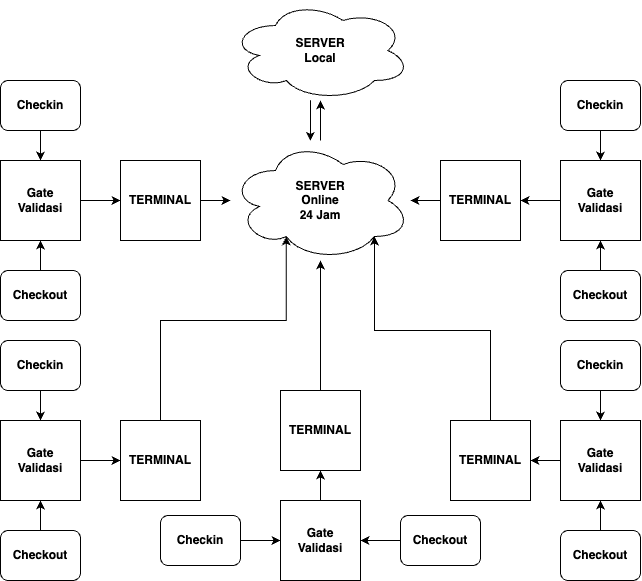 SERVER
Local
Checkin
Checkin
Gate
Validasi
TERMINAL
SERVER
Online
24 Jam
TERMINAL
Gate
Validasi
Checkout
Checkout
Checkin
Checkin
Gate
Validasi
TERMINAL
TERMINAL
TERMINAL
Gate
Validasi
Checkout
Checkin
Gate
Validasi
Checkout
Checkout